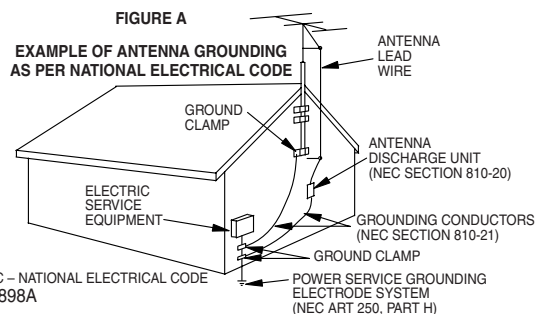 FIGURE A
EXAMPLE OF ANTENNA GROUNDING
AS PER NATIONAL ELECTRICAL CODE
ANTENNA
LEAD
WIRE
GROUND
CLAMP
ANTENNA
DISCHARGE UNIT
(NEC SECTION 810-20)
ELECTRIC
SERVICE
EQUIPMENT
GROUNDING CONDUCTORS
(NEC SECTION 810-21)
GROUND CLAMP
C – NATIONAL ELECTRICAL CODE
898A
POWER SERVICE GROUNDING
ELECTRODE SYSTEM
(NEC ART 250, PART H)